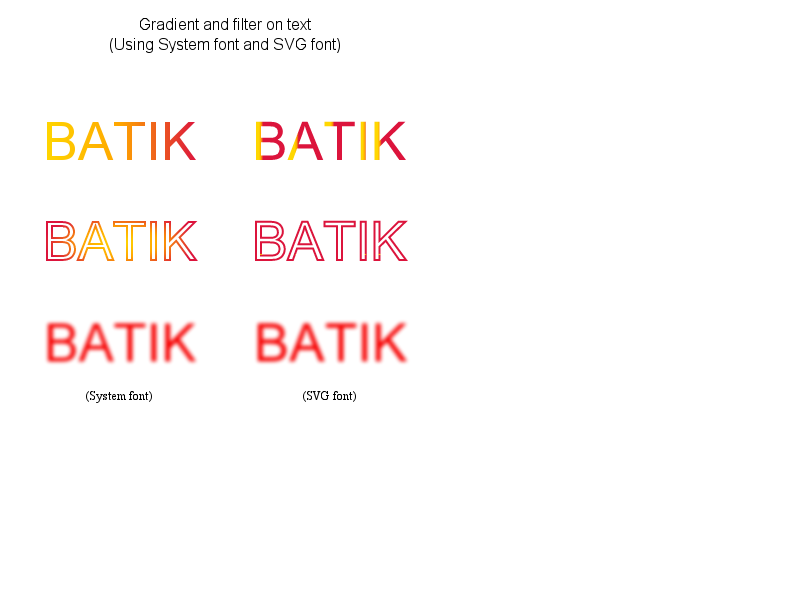 Gradient and filter on text
(Using System font and SVG font)
BATIK BATIK
BATIK BATIK
BATIK BATIK
(System font) (SVG font)